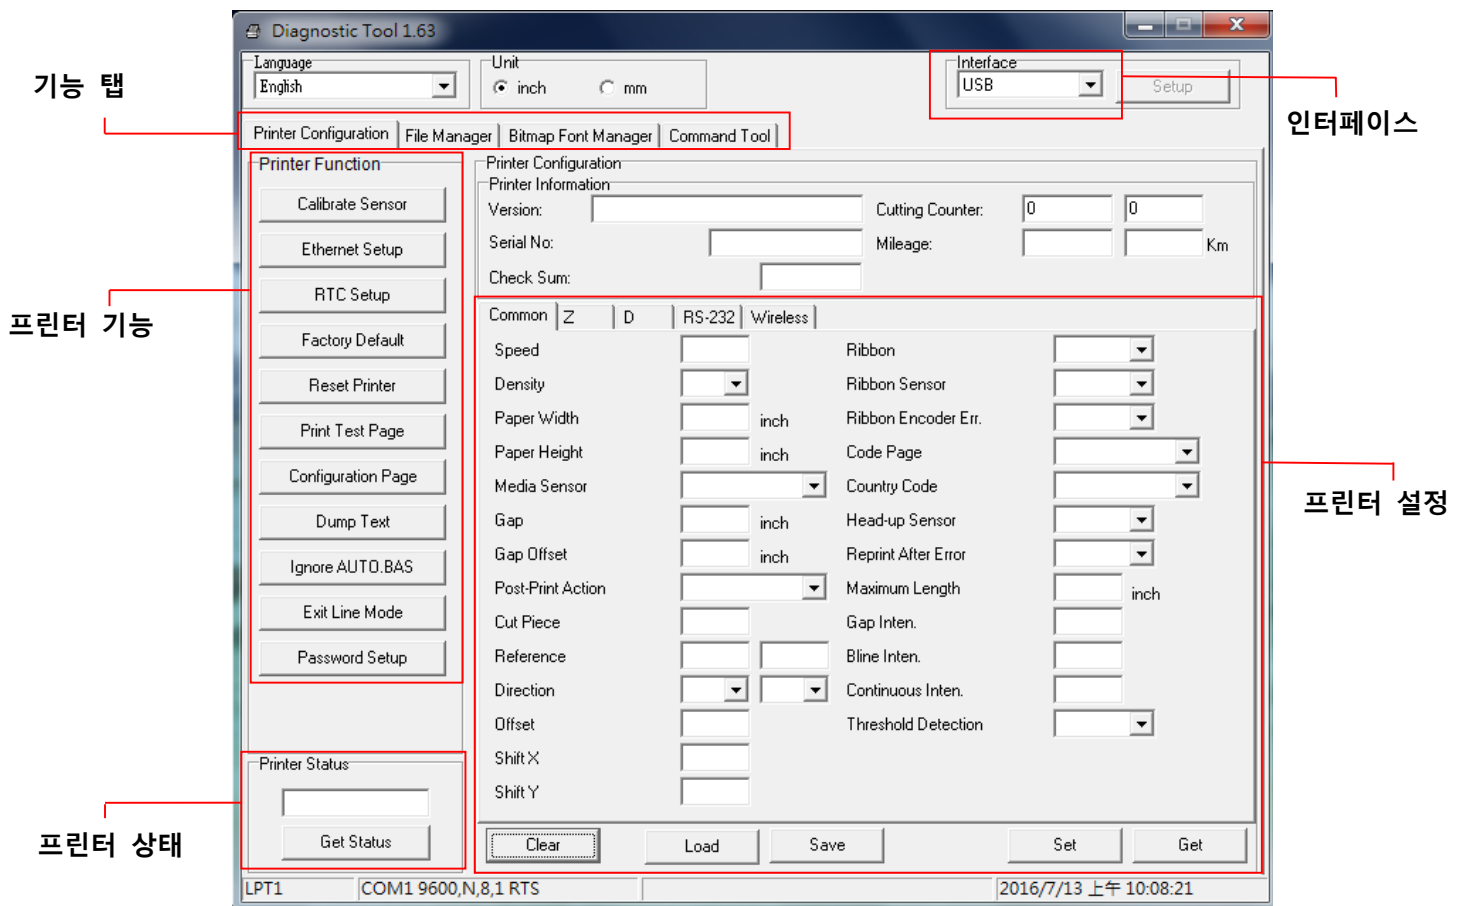 Diagnostic Tool 1.63
Language
English
Unit
inch
mm
Interface
USB
Setup
기능 탭
인터페이스
Printer Configuration
File Manager
Bitmap Font Manager
Command Tool
Printer Function
Calibrate Sensor
Ethernet Setup
RTC Setup
Factory Default
Reset Printer
Print Test Page
Configuration Page
Dump Text
Ignore AUTO.BAS
Exit Line Mode
Password Setup
프린터 기능
Printer Configuration
Printer Information
Version:
Cutting Counter: 0 0
Serial No:
Mileage: Km
Check Sum:
Common Z D RS-232 Wireless
Speed
Ribbon
Density
Ribbon Sensor
Paper Width inch
Ribbon Encoder Err.
Paper Height inch
Code Page
Media Sensor
Country Code
Gap inch
Head-up Sensor
Gap Offset inch
Reprint After Error
Post-Print Action
Maximum Length inch
Cut Piece
Gap Inten.
Reference
Bline Inten.
Direction
Continuous Inten.
Offset
Threshold Detection
Shift X
Shift Y
프린터 설정
Printer Status
Get Status
프린터 상태
Clear
Load
Save
Set
Get
LPT1
COM1 9600,N,8,1 RTS
2016/7/13 上午 10:08:21